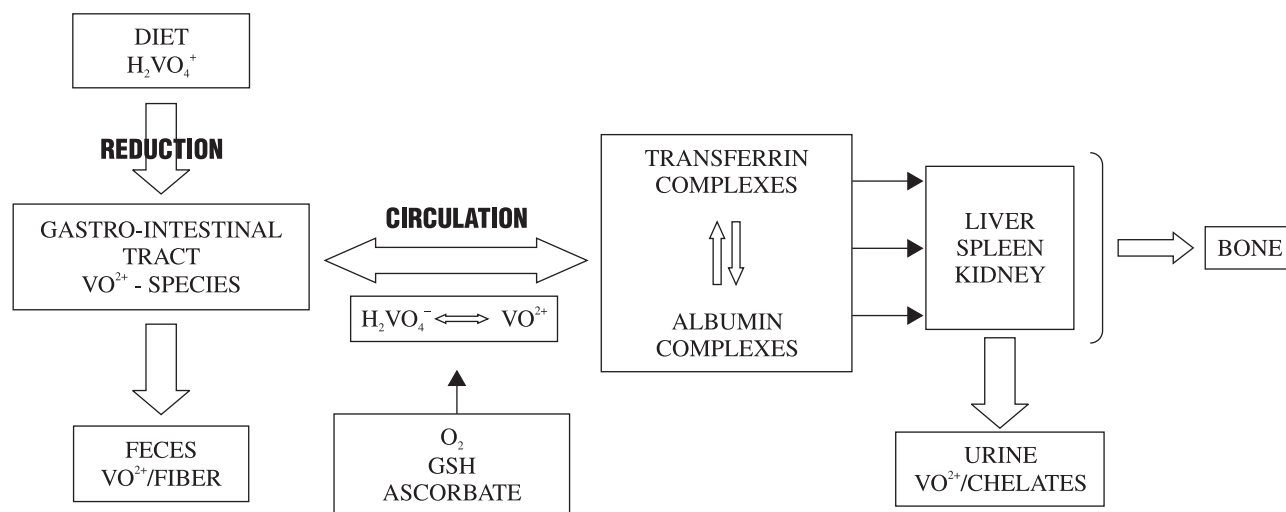 DIET
H₂VO₄⁺
REDUCTION
GASTRO-INTESTINAL
TRACT
VO²⁺ - SPECIES
FECES
VO²⁺/FIBER
CIRCULATION
H₂VO₄⁻ ⇔ VO²⁺
O₂
GSH
ASCORBATE
TRANSFERRIN
COMPLEXES
ALBUMIN
COMPLEXES
LIVER
SPLEEN
KIDNEY
BONE
URINE
VO²⁺/CHELATES